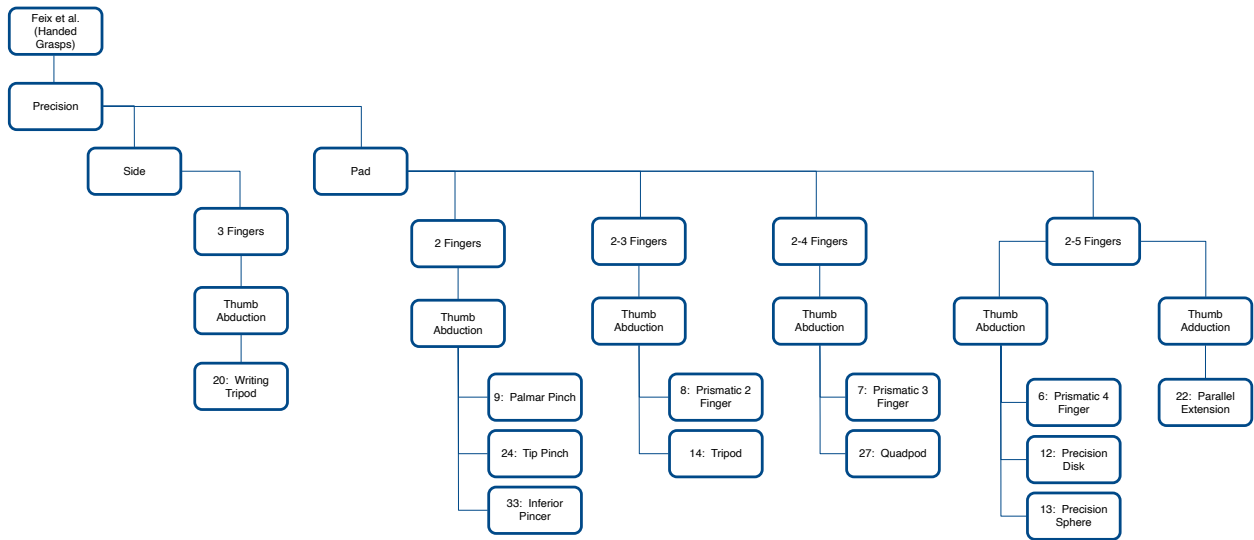 Feix et al.
(Handed
Grasps)
Precision
Side
Pad
3 Fingers
2 Fingers
2-3 Fingers
2-4 Fingers
2-5 Fingers
Thumb
Abduction
Thumb
Abduction
Thumb
Abduction
Thumb
Abduction
Thumb
Abduction
Thumb
Adduction
20: Writing
Tripod
9: Palmar Pinch
8: Prismatic 2
Finger
7: Prismatic 3
Finger
6: Prismatic 4
Finger
22: Parallel
Extension
24: Tip Pinch
14: Tripod
27: Quadpod
12: Precision
Disk
33: Inferior
Pincer
13: Precision
Sphere